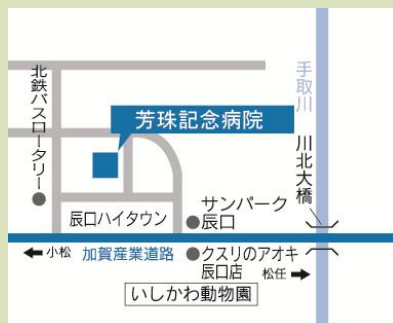 北鉄バスロータリー
手取川
芳珠記念病院
川北大橋
サンパーク
辰口
辰口ハイタウン
小松
加賀産業道路
クスリのアオキ
辰口店
松任
いしかわ動物園